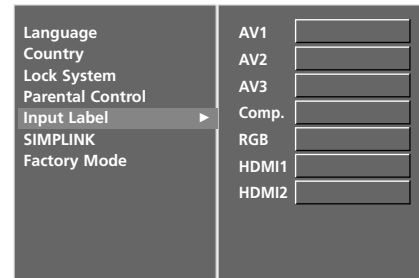 Language
Country
Lock System
Parental Control
Input Label ►
SIMPLINK
Factory Mode
AV1
AV2
AV3
Comp.
RGB
HDMI1
HDMI2